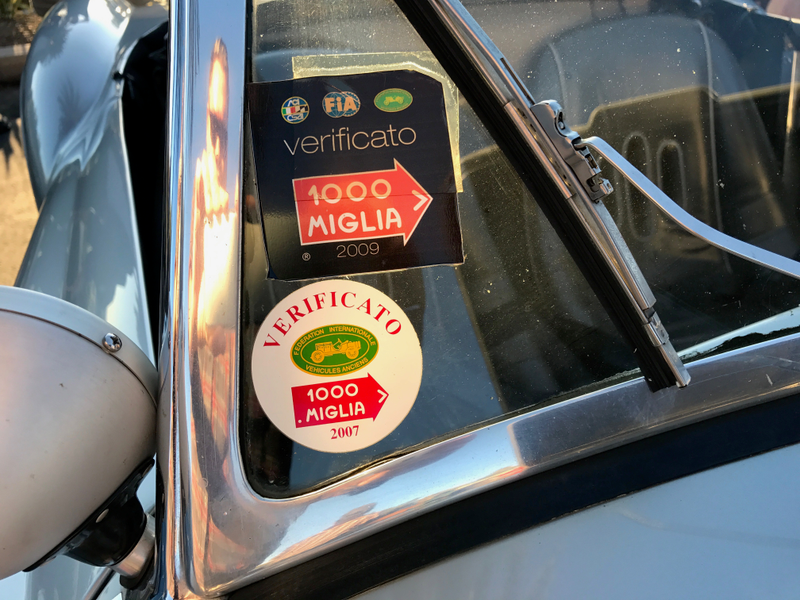 FiA
verificato
1000
MIGLIA
® 2009
VERIFICATO
FEDERATION INTERNATIONALE
VEHICULES ANCIENS
1000
MIGLIA
2007